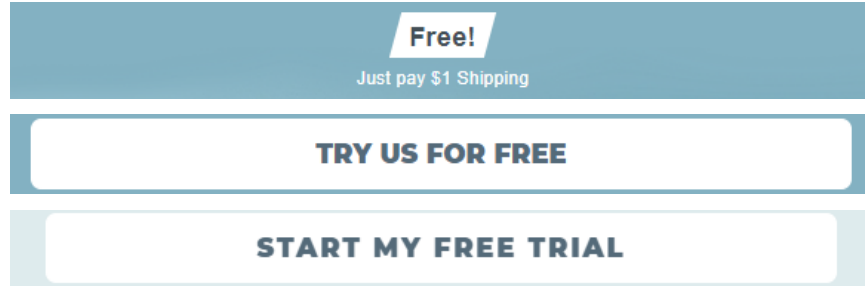 Free!
Just pay $1 Shipping
TRY US FOR FREE
START MY FREE TRIAL